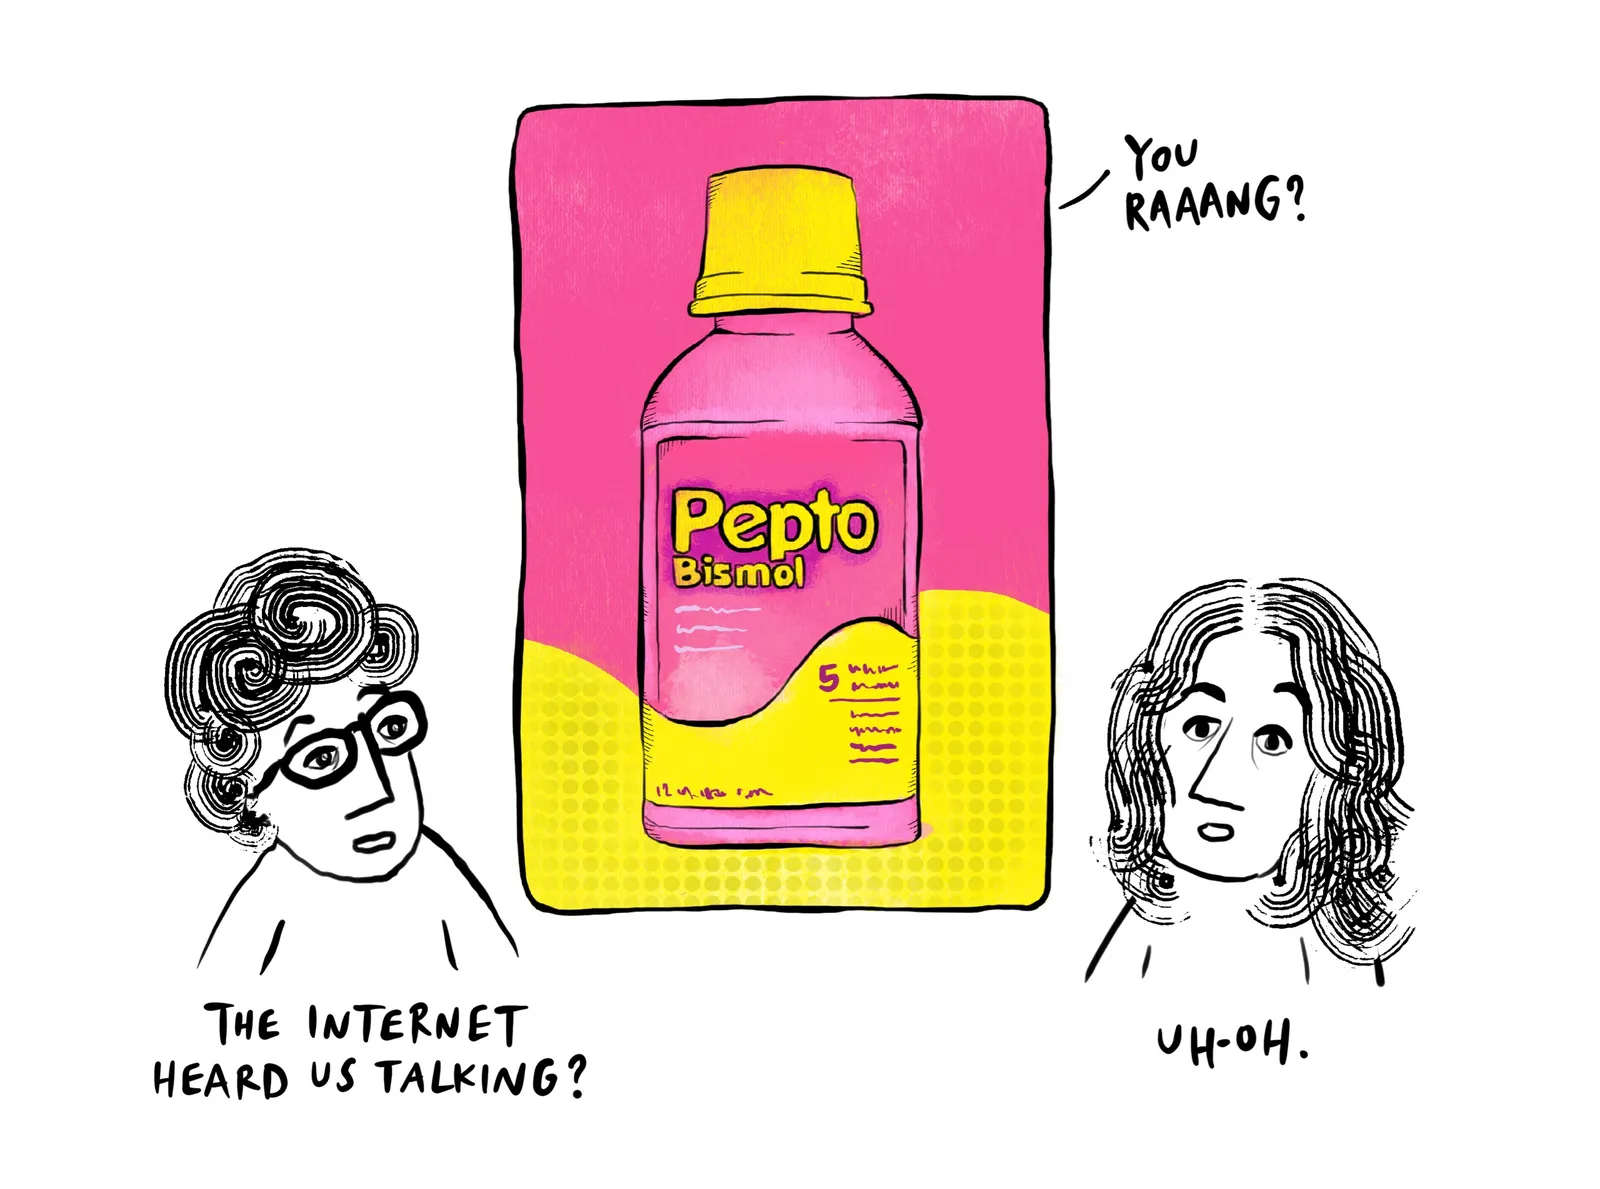 YOU
RAAANG?
Pepto
Bismol
5
THE INTERNET
HEARD US TALKING?
UH-OH.